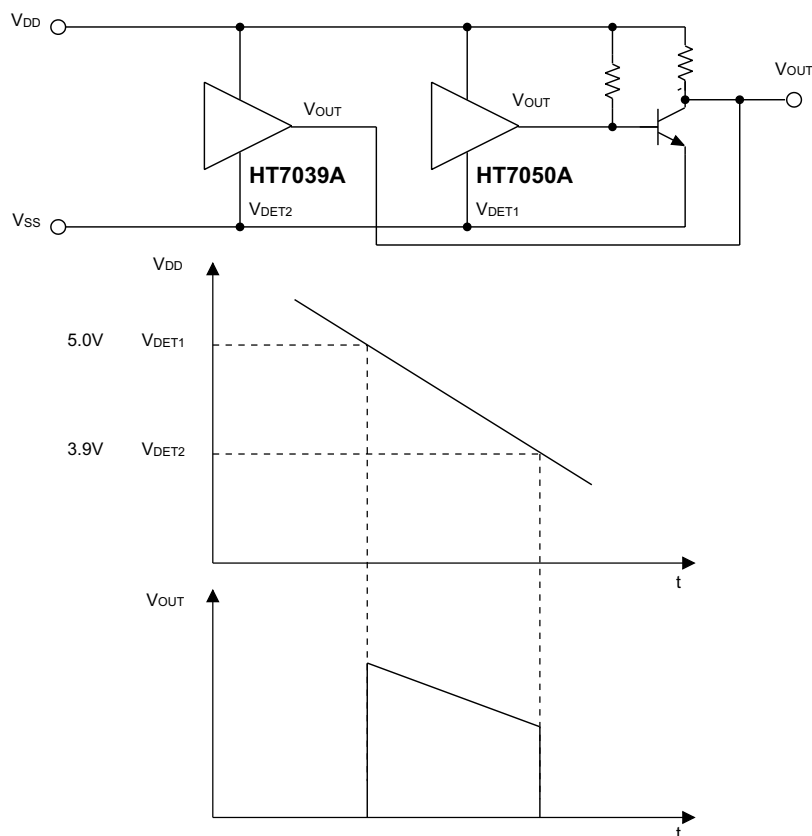 VDD
VOUT
VOUT
VOUT
HT7039A
HT7050A
VSS
VDET2
VDET1
VDD
5.0V VDET1
3.9V VDET2
t
VOUT
t